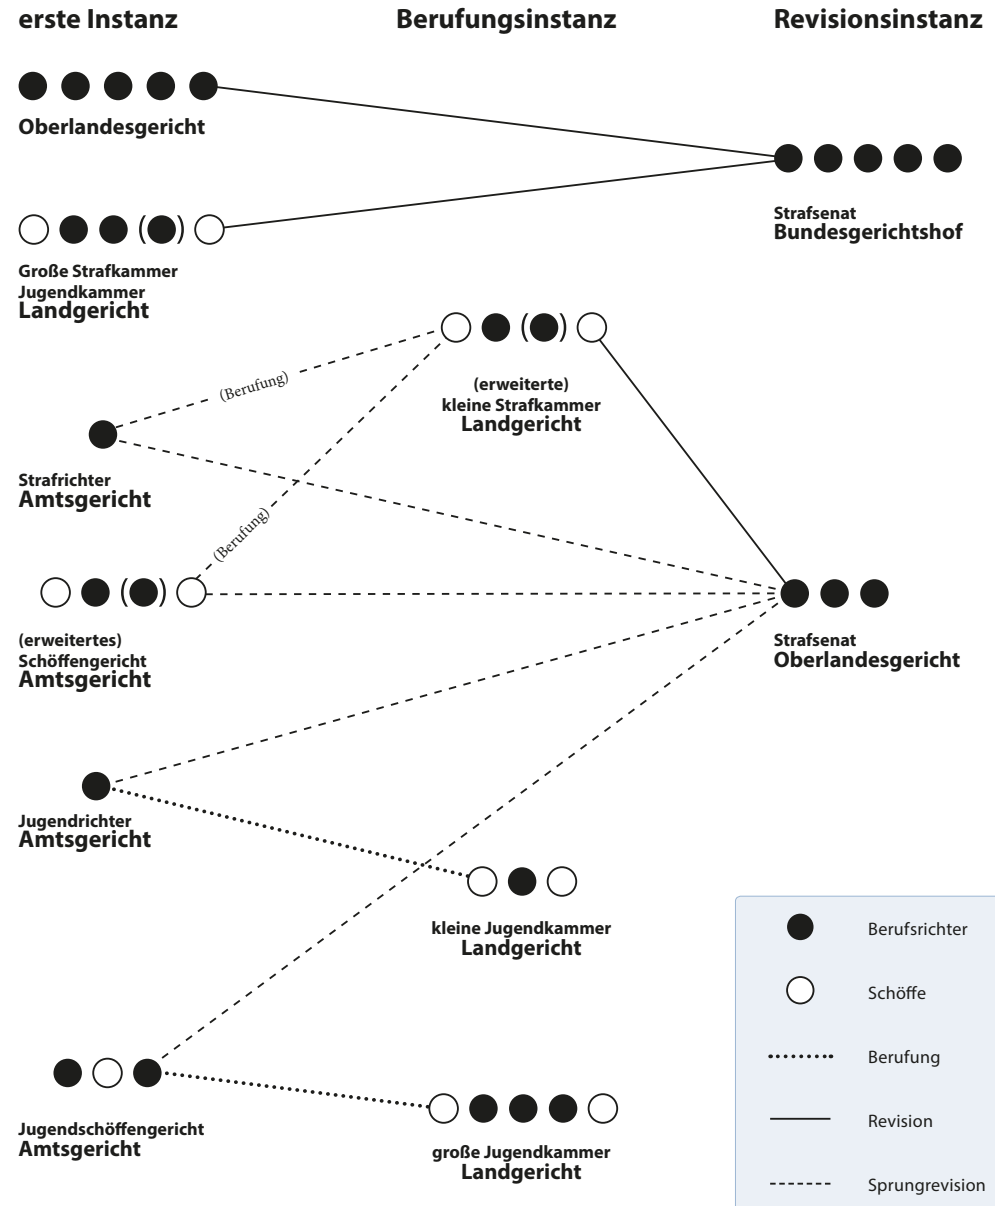 erste Instanz
Berufungsinstanz
Revisionsinstanz
Oberlandesgericht
Strafsenat
Bundesgerichtshof
Große Strafkammer
Jugendkammer
Landgericht
(erweiterte)
kleine Strafkammer
Landgericht
(Berufung)
Strafrichter
Amtsgericht
(Berufung)
(erweitertes)
Schöffengericht
Amtsgericht
Strafsenat
Oberlandesgericht
Jugendrichter
Amtsgericht
kleine Jugendkammer
Landgericht
Jugendschöffengericht
Amtsgericht
große Jugendkammer
Landgericht
Berufsrichter
Schöffe
Berufung
Revision
Sprungrevision